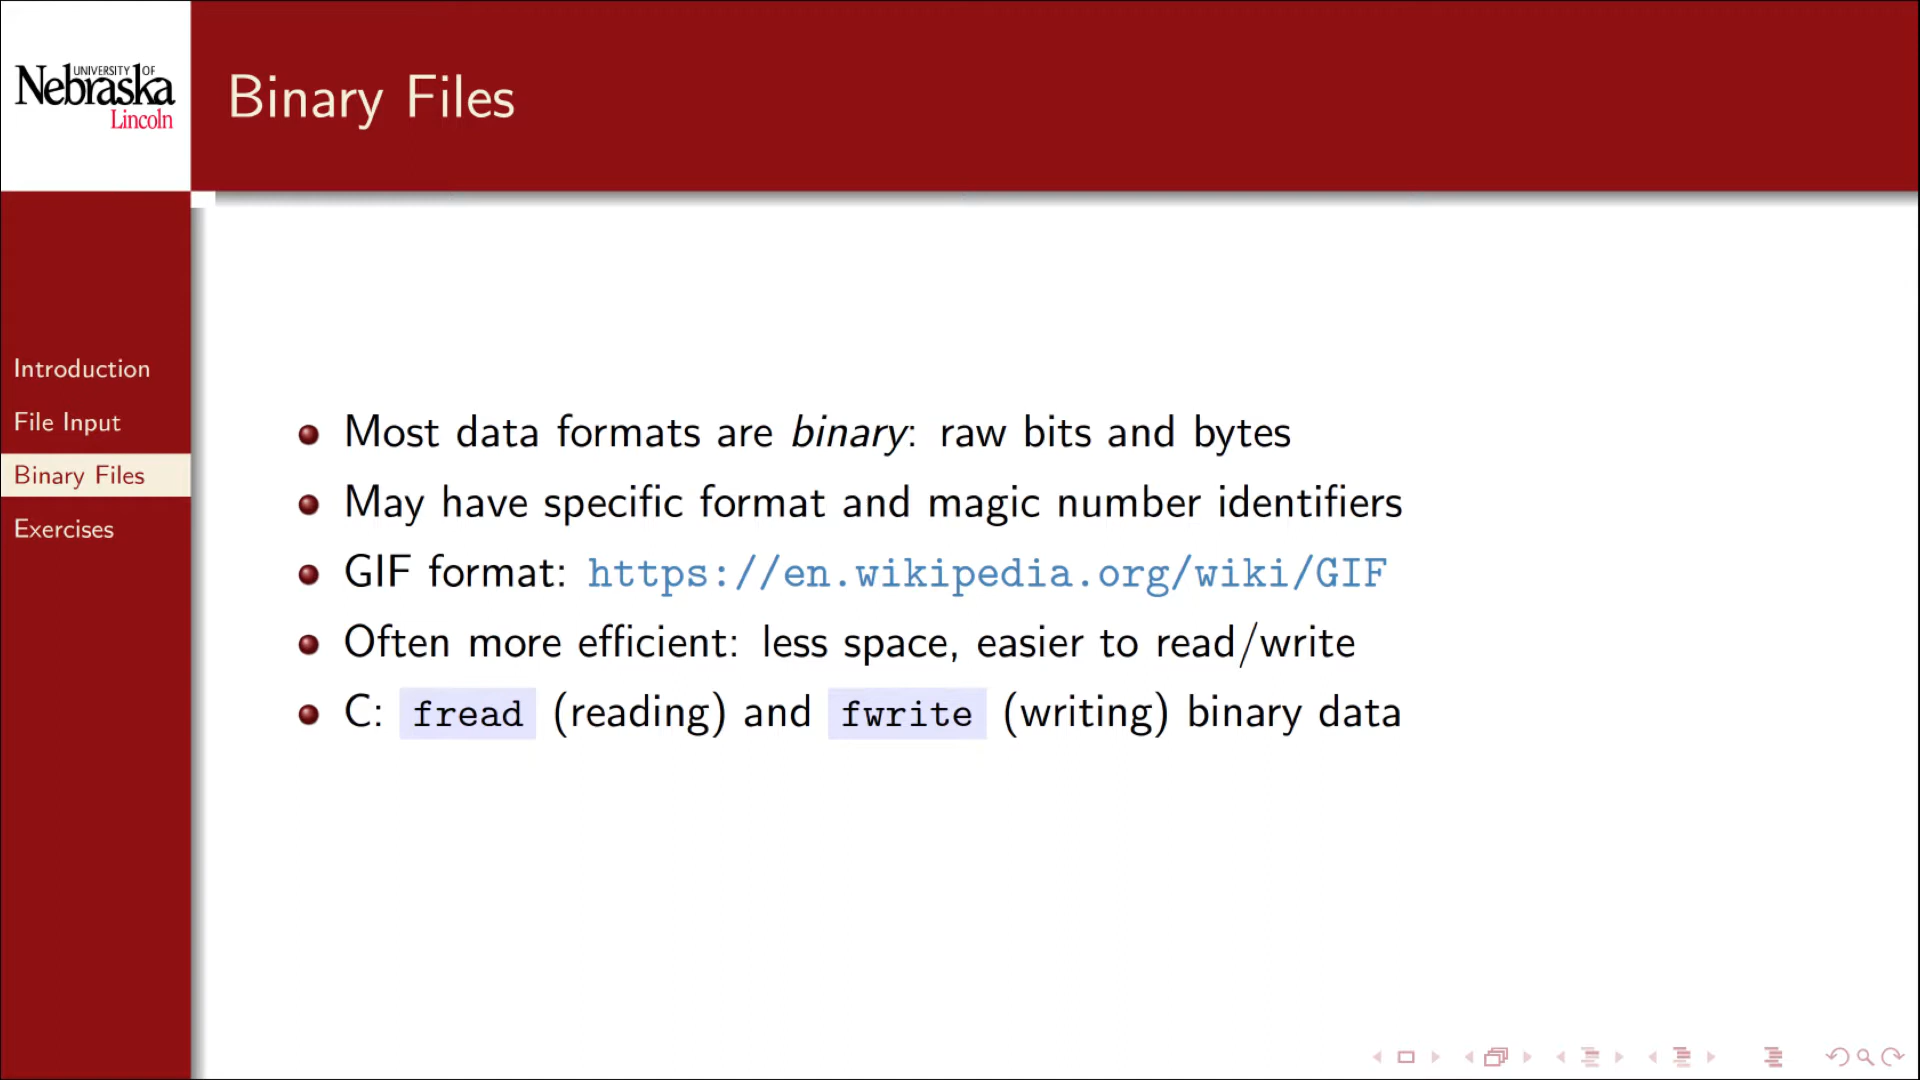 UNIVERSITY OF
Nebraska
Lincoln
Binary Files
Introduction
File Input
Binary Files
Exercises
Most data formats are binary: raw bits and bytes
May have specific format and magic number identifiers
GIF format: https://en.wikipedia.org/wiki/GIF
Often more efficient: less space, easier to read/write
C: fread (reading) and fwrite (writing) binary data